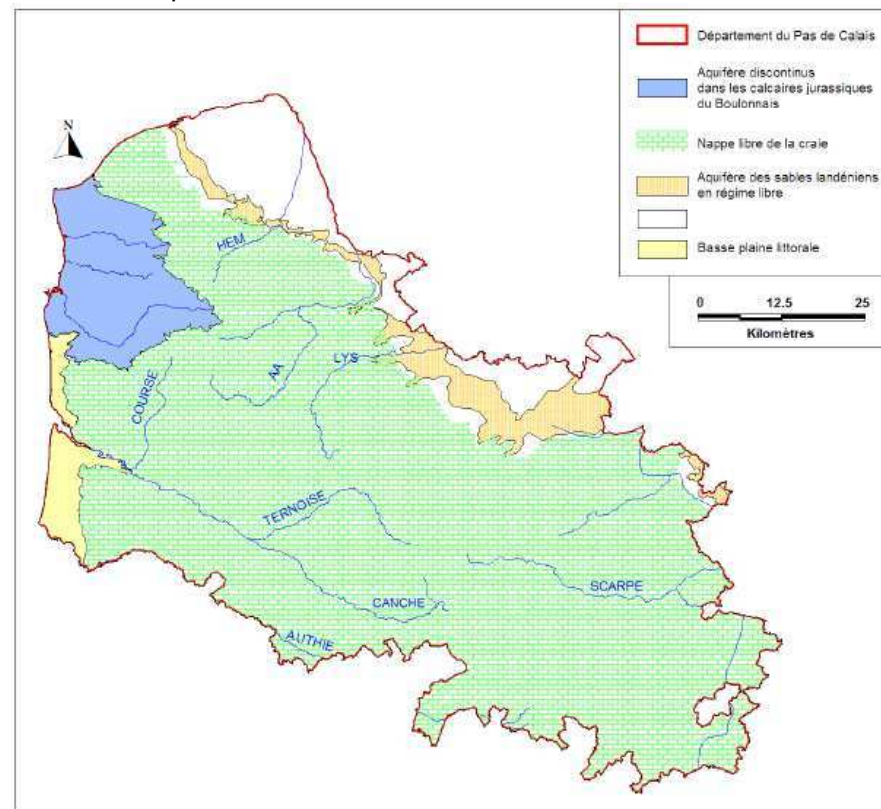 Département du Pas de Calais
Aquifère discontinus
dans les calcaires jurassiques
du Boulonnais
Nappe libre de la craie
Aquifère des sables landéniens
en régime libre
Basse plaine littorale
0 12.5 25
Kilomètres
N
HEM
AA
LYS
COURSE
TERNOISE
CANCHE
SCARPE
AUTHIE